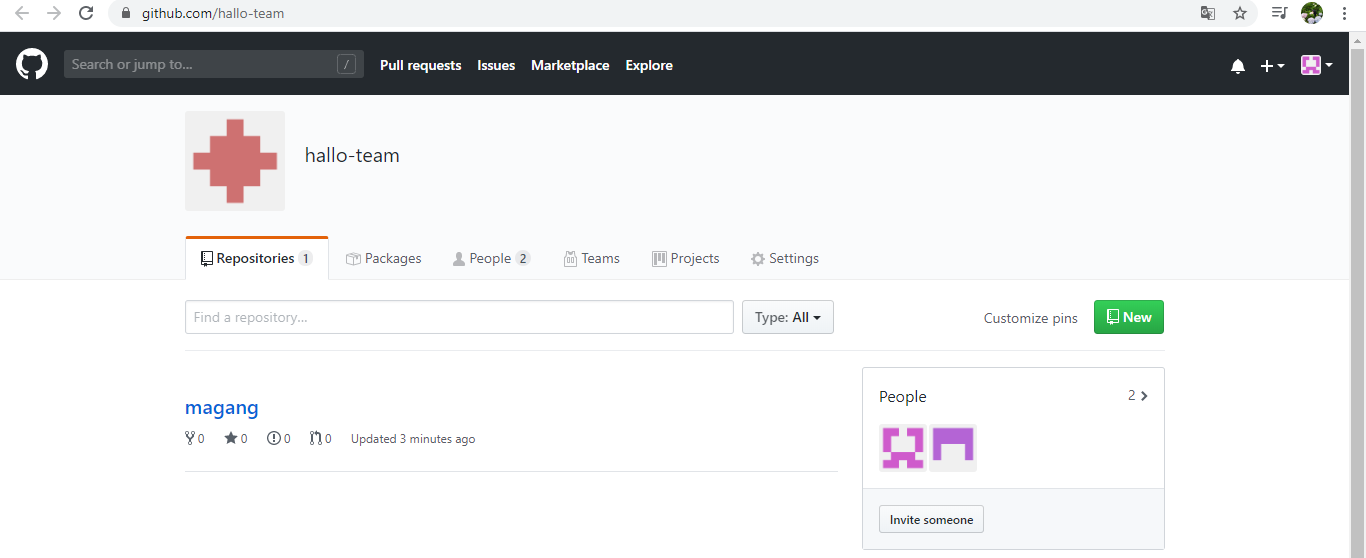 github.com/hallo-team
Search or jump to... /
Pull requests Issues Marketplace Explore
hallo-team
Repositories 1 Packages People 2 Teams Projects Settings
Find a repository... Type: All Customize pins New
magang
0 0 0 0 Updated 3 minutes ago
People 2
Invite someone